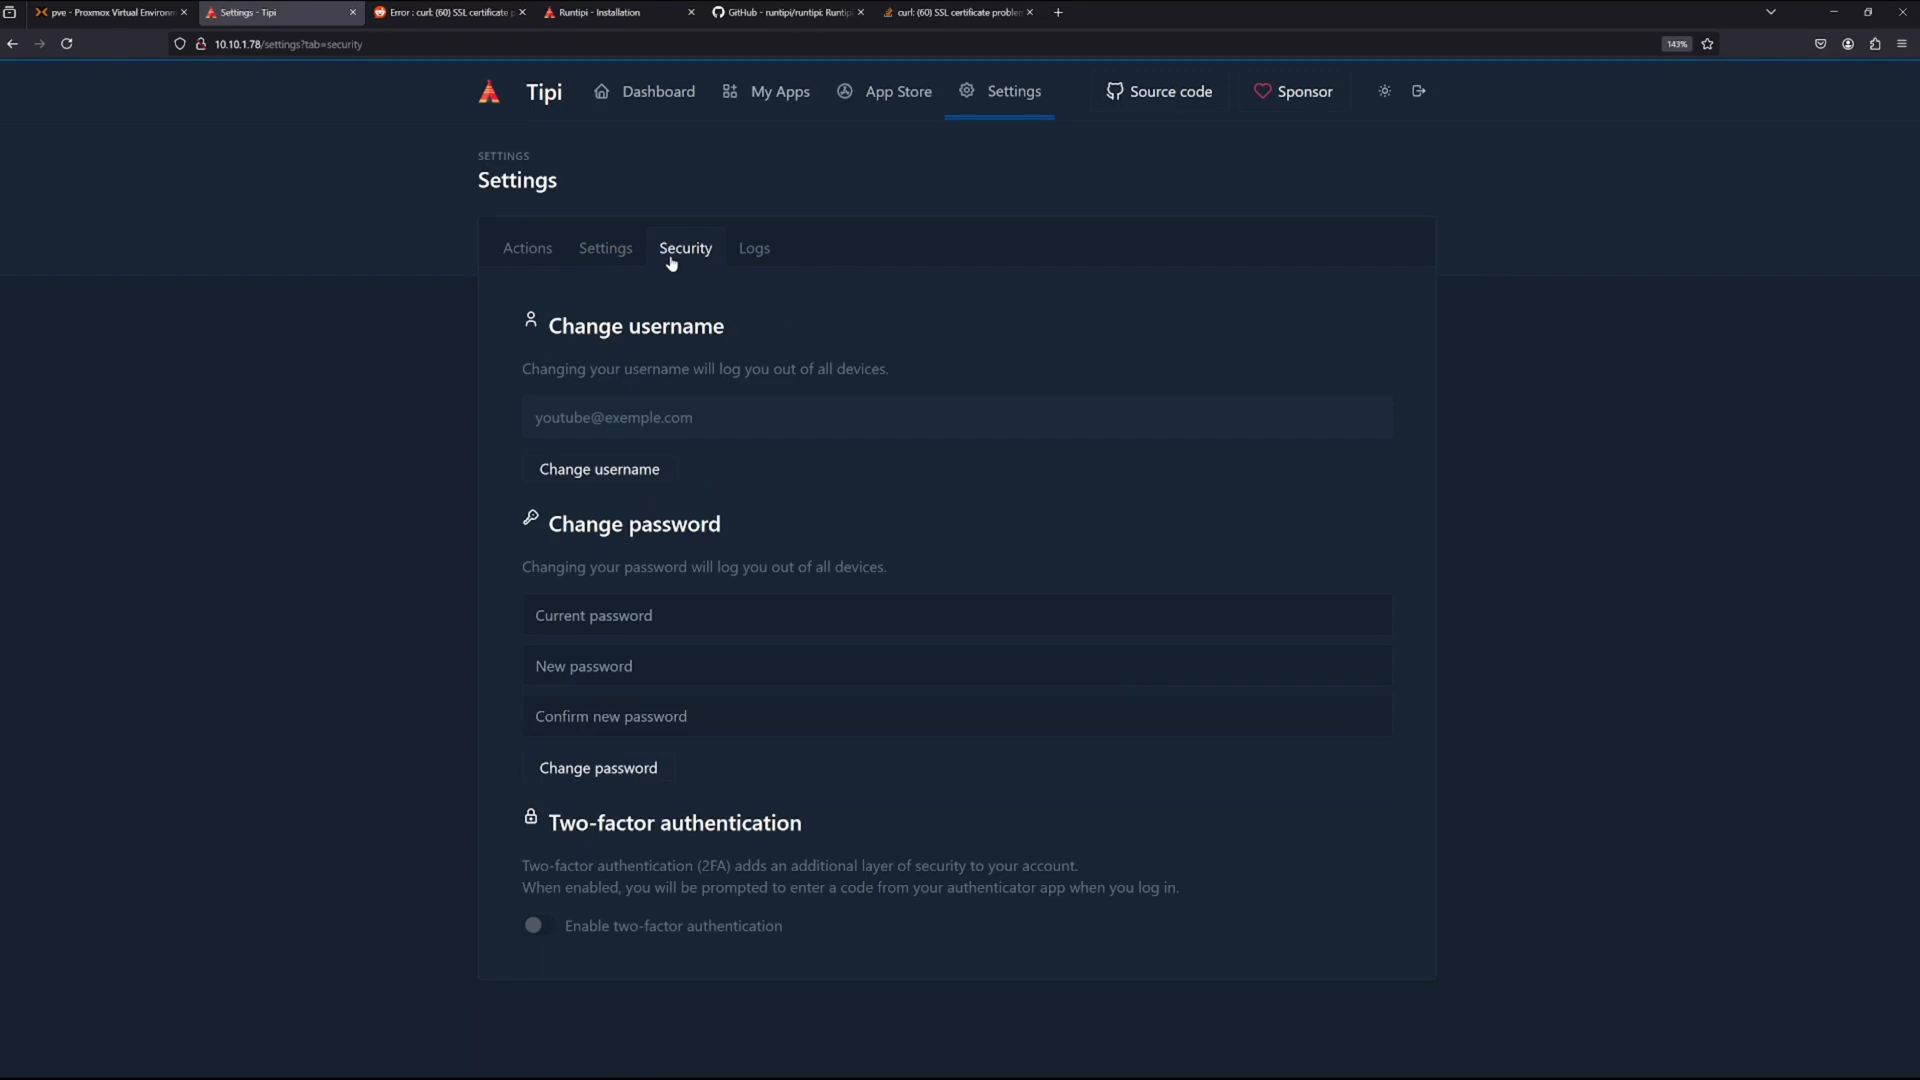 pve - Proxmox Virtual Environm
Settings - Tipi
Error : curl: (60) SSL certificate p
Runtipi - Installation
GitHub - runtipi/runtipi: Runtipi
curl: (60) SSL certificate problem
10.10.1.78/settings?tab=security
143%
Tipi
Dashboard
My Apps
App Store
Settings
Source code
Sponsor
SETTINGS
Settings
Actions
Settings
Security
Logs
Change username
Changing your username will log you out of all devices.
youtube@exemple.com
Change username
Change password
Changing your password will log you out of all devices.
Current password
New password
Confirm new password
Change password
Two-factor authentication
Two-factor authentication (2FA) adds an additional layer of security to your account.
When enabled, you will be prompted to enter a code from your authenticator app when you log in.
Enable two-factor authentication